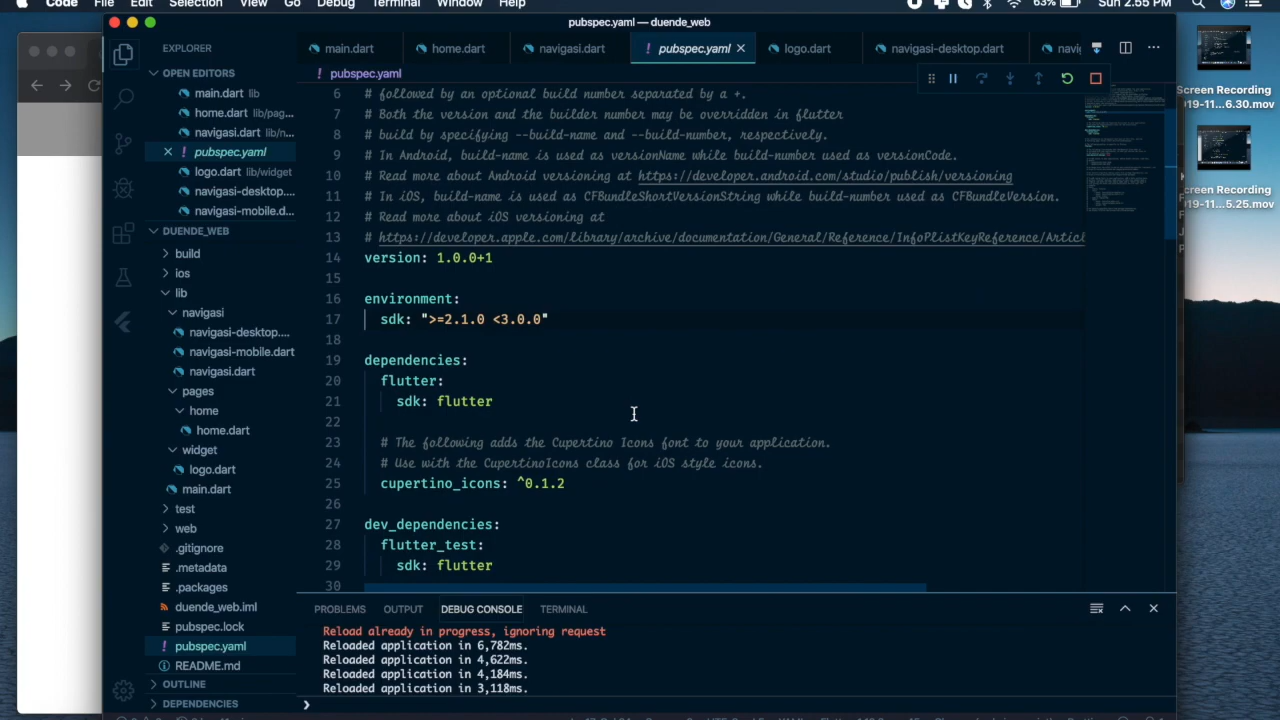 Code File Edit Selection View Go Debug Terminal Window Help 63% Sun 2.55 PM
pubspec.yaml — duende_web
EXPLORER
main.dart home.dart navigasi.dart ! pubspec.yaml logo.dart navigasi-desktop.dart
OPEN EDITORS
! pubspec.yaml
main.dart lib
home.dart lib/pag...
navigasi.dart lib/n...
! pubspec.yaml
logo.dart lib/widget
navigasi-desktop....
navigasi-mobile.d...
DUENDE_WEB
build
ios
lib
navigasi
navigasi-desktop....
navigasi-mobile.dart
navigasi.dart
pages
home
home.dart
widget
logo.dart
main.dart
test
web
.gitignore
.metadata
.packages
duende_web.iml
pubspec.lock
! pubspec.yaml
README.md
OUTLINE
DEPENDENCIES
6 # followed by an optional build number separated by a +.
7 # Both the version and the builder number may be overridden in flutter
8 # build by specifying --build-name and --build-number, respectively.
9 # In Android, build-name is used as versionName while build-number used as versionCode.
10 # Read more about Android versioning at https://developer.android.com/studio/publish/versioning
11 # In iOS, build-name is used as CFBundleShortVersionString while build-number used as CFBundleVersion.
12 # Read more about iOS versioning at
13 # https://developer.apple.com/library/archive/documentation/General/Reference/InfoPlistKeyReference/Articl
14 version: 1.0.0+1
15
16 environment:
17 sdk: ">=2.1.0 <3.0.0"
18
19 dependencies:
20 flutter:
21 sdk: flutter
22
23 # The following adds the Cupertino Icons font to your application.
24 # Use with the CupertinoIcons class for iOS style icons.
25 cupertino_icons: ^0.1.2
26
27 dev_dependencies:
28 flutter_test:
29 sdk: flutter
30
PROBLEMS OUTPUT DEBUG CONSOLE TERMINAL
Reload already in progress, ignoring request
Reloaded application in 6,782ms.
Reloaded application in 4,622ms.
Reloaded application in 4,184ms.
Reloaded application in 3,118ms.
Screen Recording
19-11...6.30.mov
creen Recording
19-11...5.25.mov